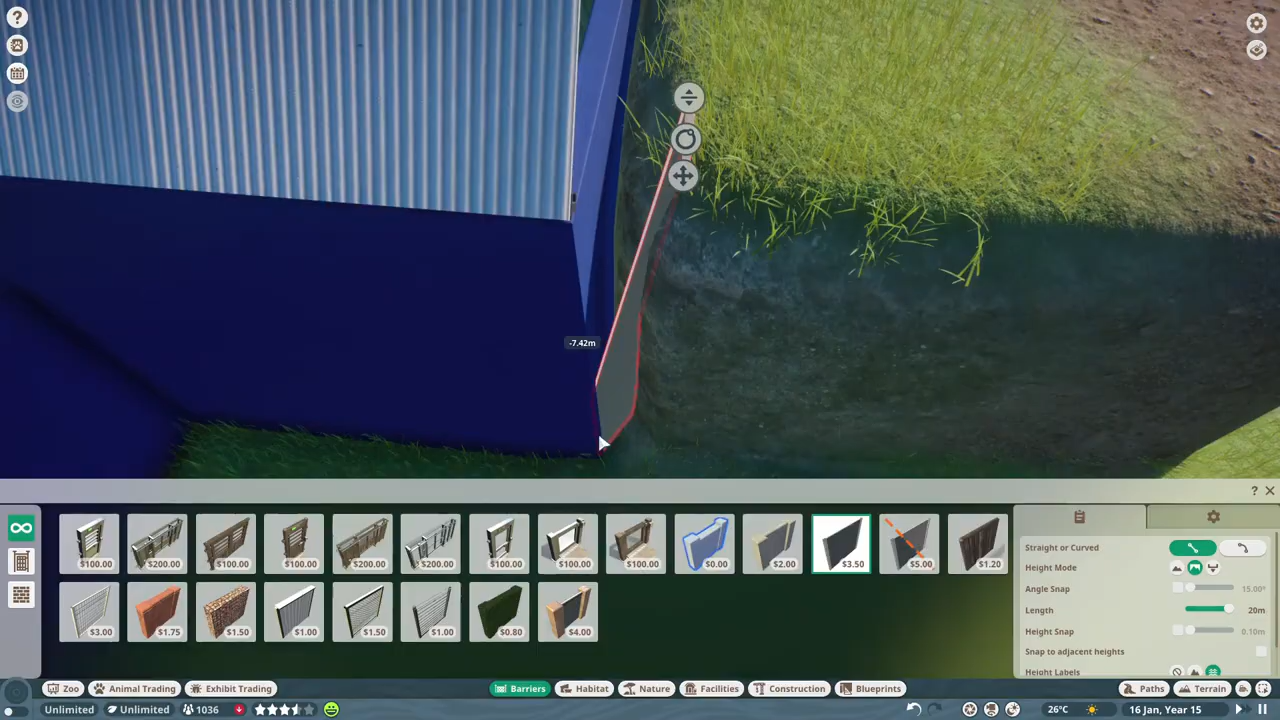 -7.42m
$100.00 $200.00 $100.00 $100.00 $200.00 $200.00 $100.00 $100.00 $100.00 $0.00 $2.00 $3.50 $5.00 $1.20
$3.00 $1.75 $1.50 $1.00 $1.50 $1.00 $0.80 $4.00
?
?
Straight or Curved
Height Mode
Angle Snap 15.00°
Length 20m
Height Snap 0.10m
Snap to adjacent heights
Height Labels
Zoo Animal Trading Exhibit Trading Barriers Habitat Nature Facilities Construction Blueprints Paths Terrain
Unlimited Unlimited 1036 26°C 16 Jan, Year 15